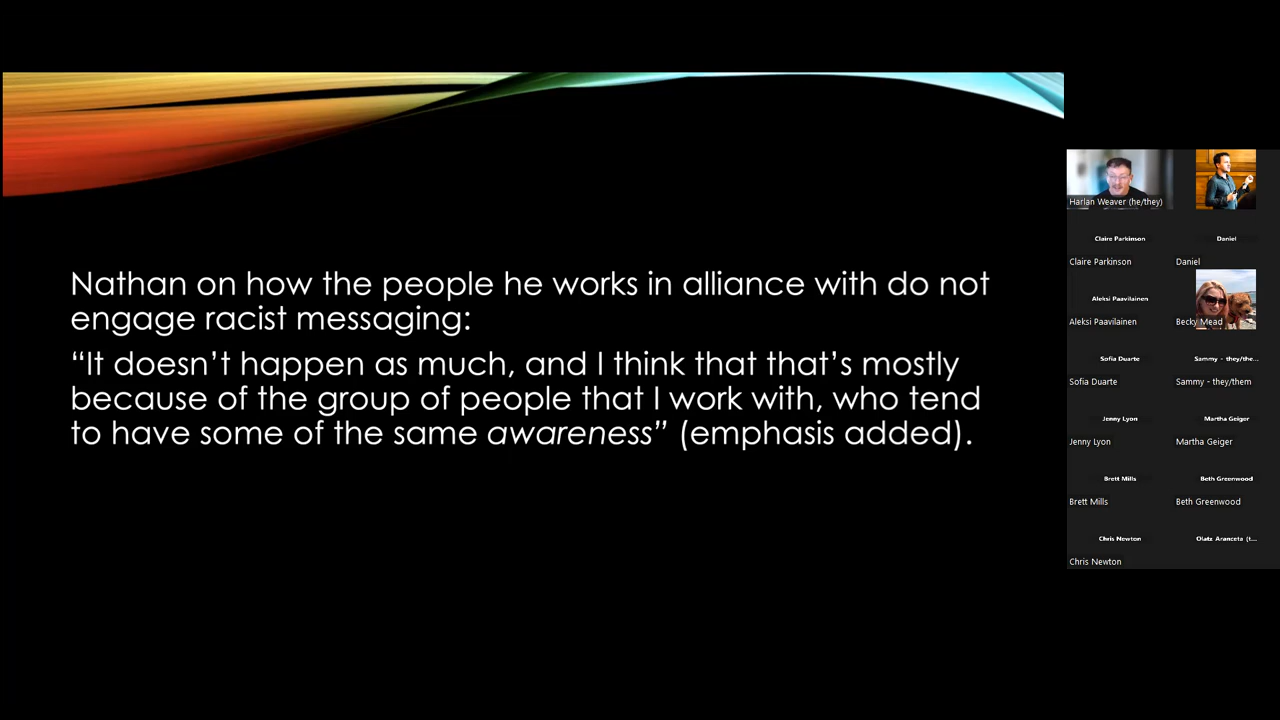 Nathan on how the people he works in alliance with do not
engage racist messaging:
“It doesn’t happen as much, and I think that that’s mostly
because of the group of people that I work with, who tend
to have some of the same awareness” (emphasis added).
Harlan Weaver (he/they)
Claire Parkinson
Daniel
Claire Parkinson
Daniel
Aleksi Paavilainen
Aleksi Paavilainen
Becky Mead
Sofia Duarte
Sammy - they/the...
Sofia Duarte
Sammy - they/them
Jenny Lyon
Martha Geiger
Jenny Lyon
Martha Geiger
Brett Mills
Beth Greenwood
Brett Mills
Beth Greenwood
Chris Newton
Olatz Aranceta (t...
Chris Newton